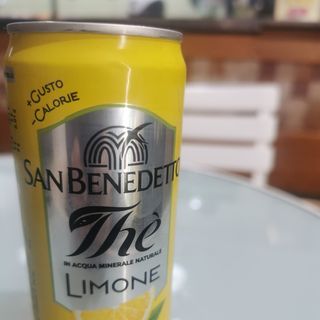 + GUSTO
- CALORIE
SAN BENEDETTO
Thè
IN ACQUA MINERALE NATURALE
LIMONE